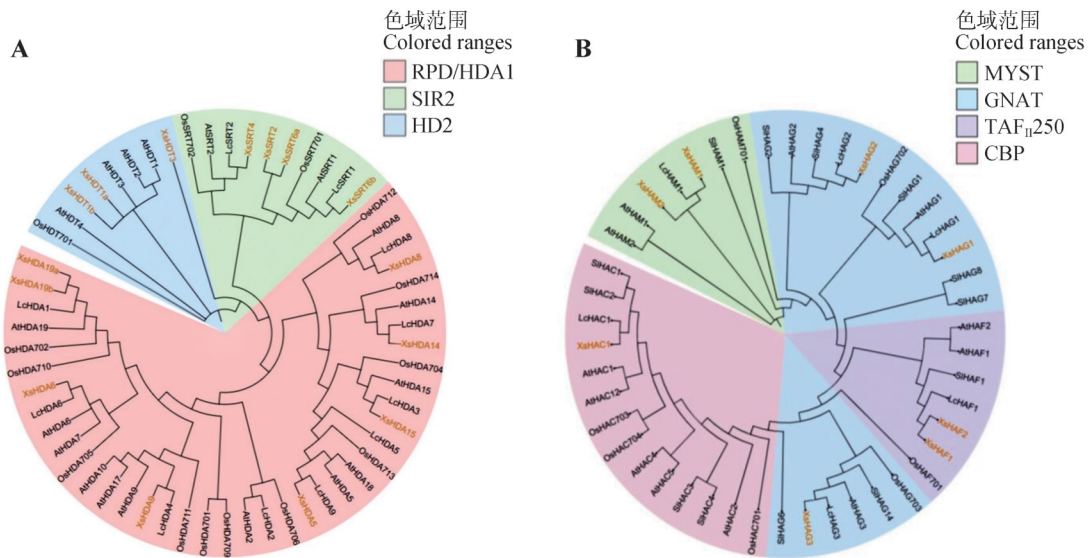 A
色域范围
Colored ranges
RPD/HDA1
SIR2
HD2
OsHDT701
AtHDT4
XsHDT1b
XsHDT1a
AtHDT3
AtHDT2
AtHDT1
XsHDT3
OsSRT702
AtSRT2
LcSRT2
XsSRT4
XsSRT2
XsSRT6a
OsSRT701
AtSRT1
LcSRT1
XsSRT6b
OsHDA712
AtHDA8
LcHDA8
XsHDA8
OsHDA714
AtHDA14
LcHDA7
XsHDA14
OsHDA704
AtHDA15
LcHDA3
XsHDA15
LcHDA5
OsHDA713
AtHDA18
AtHDA5
LcHDA9
XsHDA5
OsHDA706
LcHDA2
AtHDA2
OsHDA709
OsHDA701
OsHDA711
LcHDA4
XsHDA9
AtHDA9
AtHDA17
AtHDA10
OsHDA705
AtHDA7
AtHDA6
LcHDA6
XsHDA6
OsHDA710
OsHDA702
AtHDA19
LcHDA1
XsHDA19b
XsHDA19a
B
色域范围
Colored ranges
MYST
GNAT
TAF_II250
CBP
AtHAM2
AtHAM1
XsHAM2
LcHAM1
XsHAM1
SlHAM1
OsHAM701
SlHAG2
AtHAG2
SlHAG4
LcHAG2
XsHAG2
OsHAG702
SlHAG1
AtHAG1
LcHAG1
XsHAG1
SlHAG8
SlHAG7
AtHAF2
AtHAF1
SlHAF1
LcHAF1
XsHAF2
XsHAF1
OsHAF701
OsHAG703
SlHAG14
AtHAG3
LcHAG3
XsHAG3
SlHAG6
OsHAC701
AtHAC2
SlHAC4
SlHAC3
AtHAC5
AtHAC4
OsHAC704
OsHAC703
AtHAC12
AtHAC1
XsHAC1
LcHAC1
SlHAC2
SlHAC1